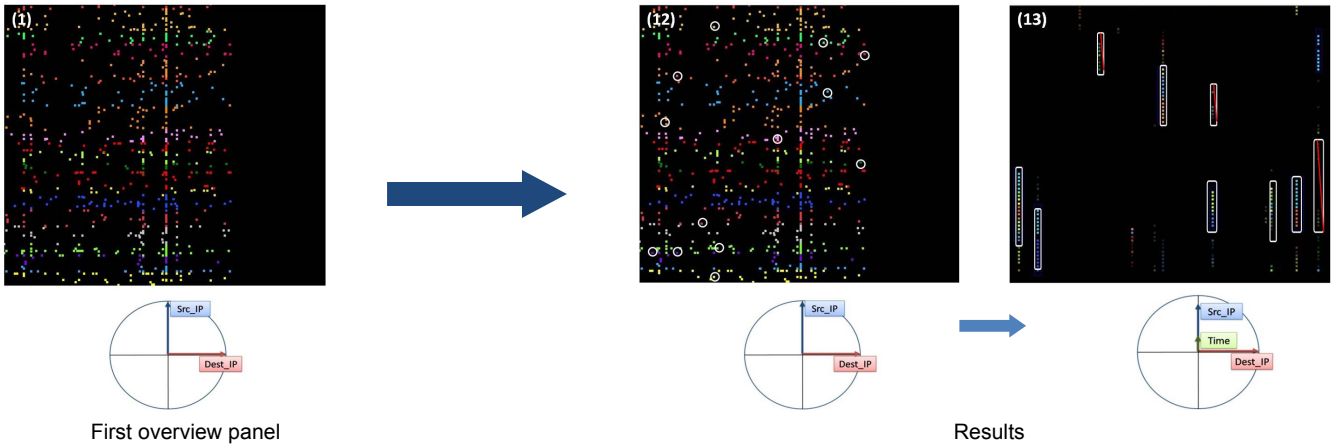 (1)
(12)
(13)
Src_IP
Dest_IP
Src_IP
Dest_IP
Src_IP
Time
Dest_IP
First overview panel
Results